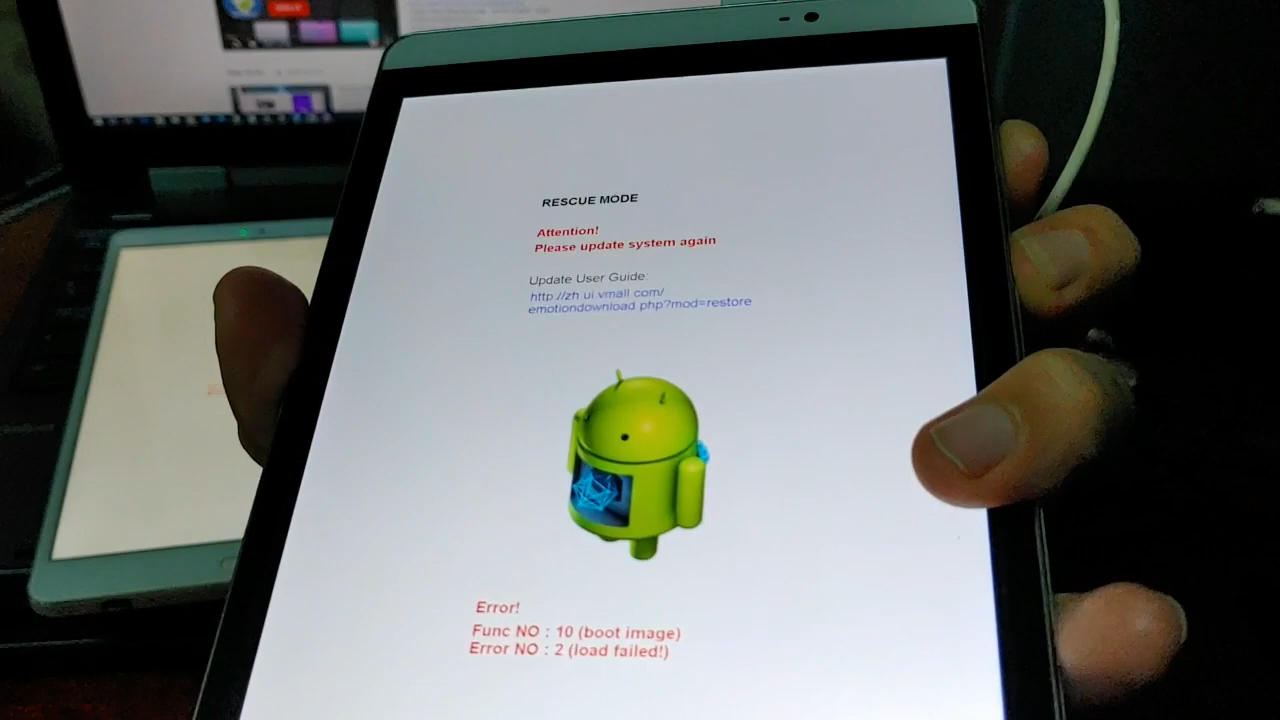 RESCUE MODE
Attention!
Please update system again
Update User Guide:
http://zh.ui.vmall.com/
emotiondownload.php?mod=restore
Error!
Func NO : 10 (boot image)
Error NO : 2 (load failed!)